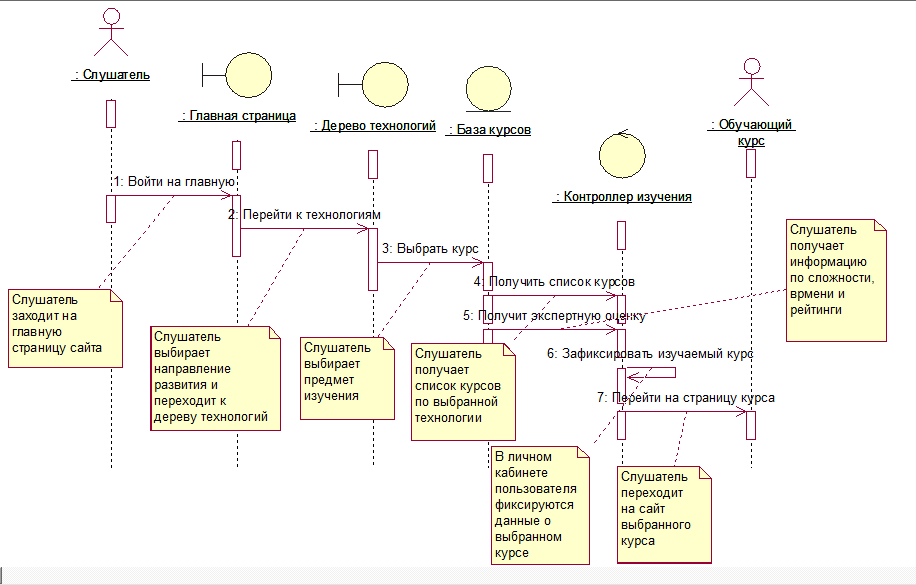 : Слушатель
: Главная страница
: Дерево технологий
: База курсов
: Контроллер изучения
: Обучающий
курс
1: Войти на главную
2: Перейти к технологиям
3: Выбрать курс
4: Получить список курсов
5: Получит экспертную оценку
6: Зафиксировать изучаемый курс
7: Перейти на страницу курса
Слушатель
заходит на
главную
страницу сайта
Слушатель
выбирает
направление
развития и
переходит к
дереву технологий
Слушатель
выбирает
предмет
изучения
Слушатель
получает
список курсов
по выбранной
технологии
В личном
кабинете
пользователя
фиксируются
данные о
выбранном
курсе
Слушатель
переходит
на сайт
выбранного
курса
Слушатель
получает
информацию
по сложности,
врмени и
рейтинги